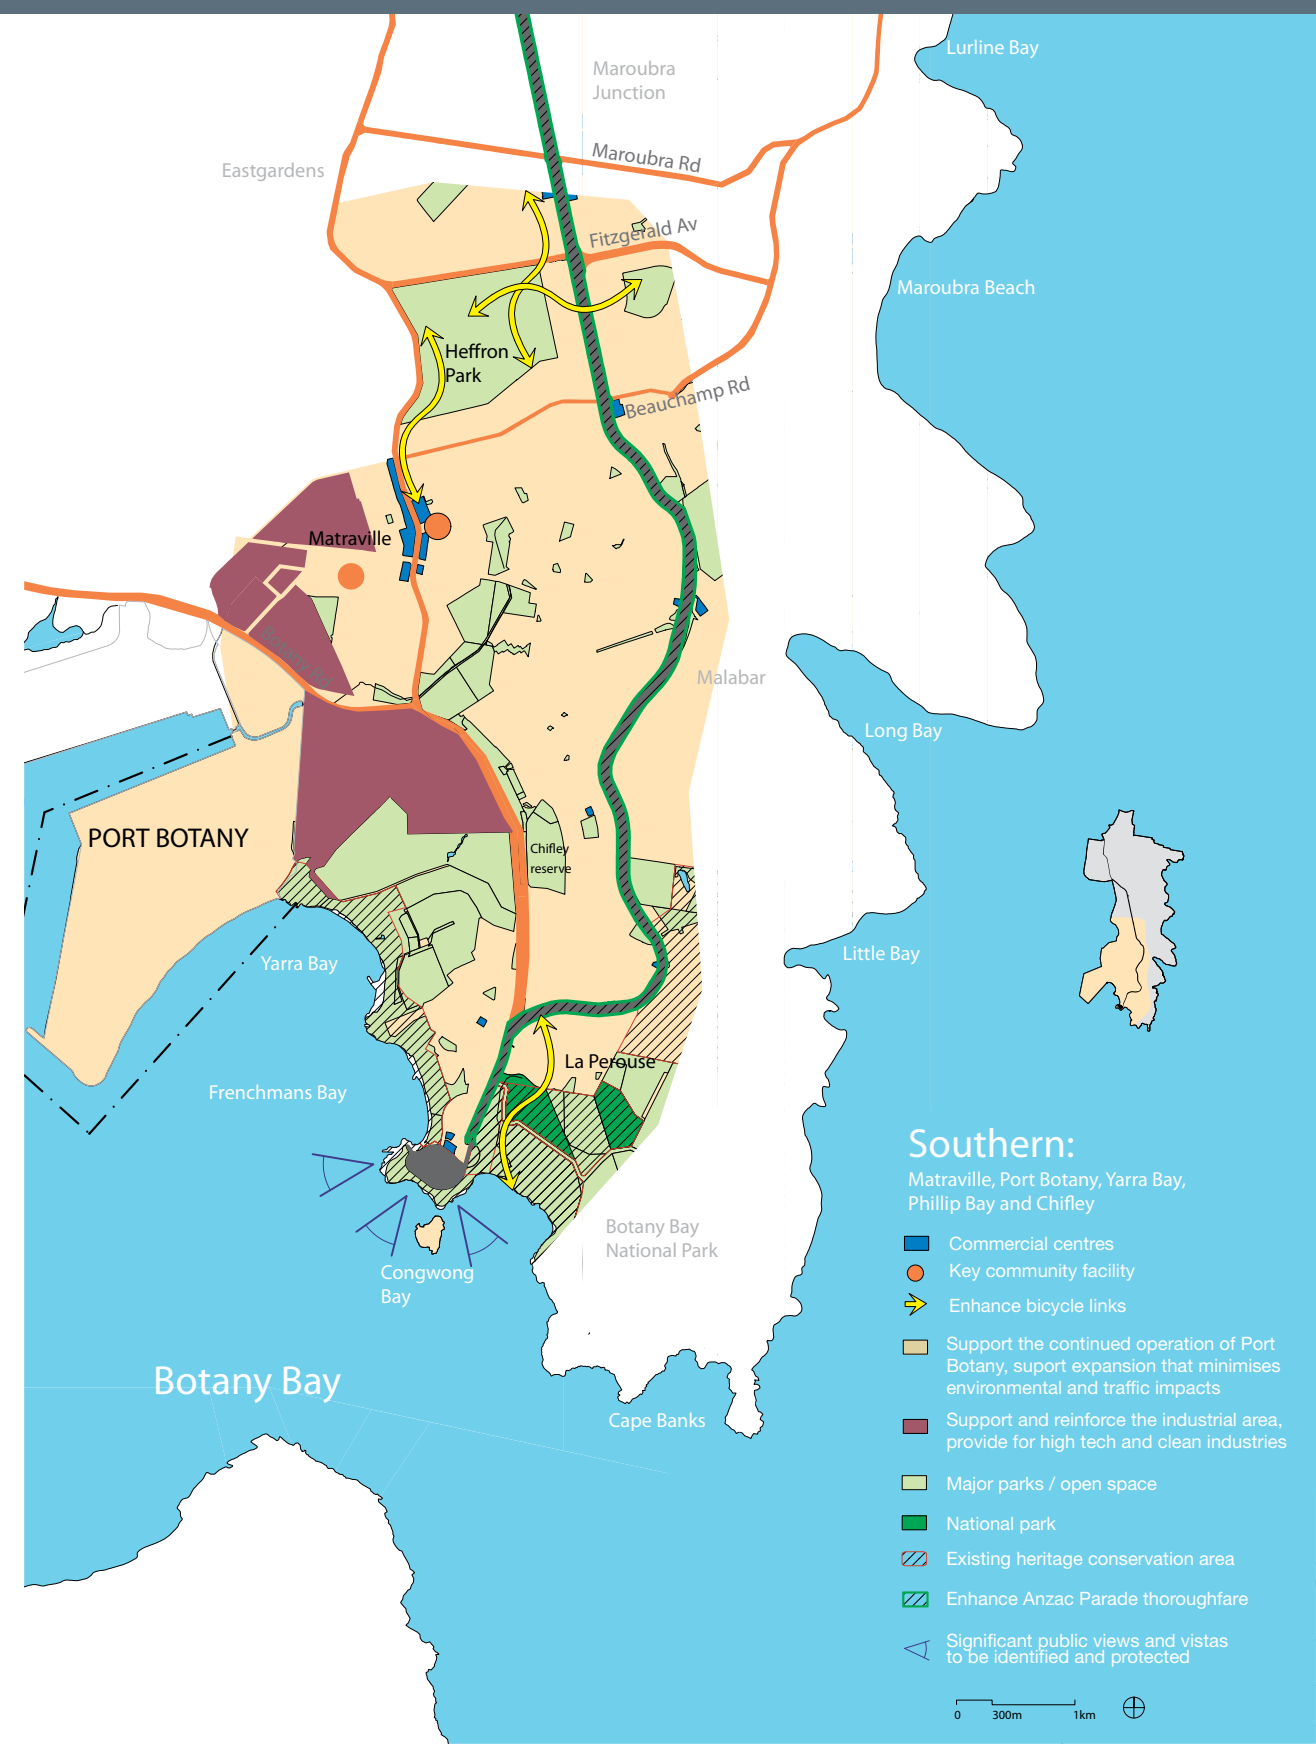 Lurline Bay
Maroubra
Junction
Maroubra Rd
Eastgardens
Fitzgerald Av
Maroubra Beach
Heffron
Park
Beauchamp Rd
Matraville
Botany Rd
Malabar
Long Bay
PORT BOTANY
Chifley
reserve
Yarra Bay
Little Bay
La Perouse
Frenchmans Bay
Botany Bay
National Park
Congwong
Bay
Botany Bay
Cape Banks
Southern:
Matraville, Port Botany, Yarra Bay,
Phillip Bay and Chifley
Commercial centres
Key community facility
Enhance bicycle links
Support the continued operation of Port
Botany, suport expansion that minimises
environmental and traffic impacts
Support and reinforce the industrial area,
provide for high tech and clean industries
Major parks / open space
National park
Existing heritage conservation area
Enhance Anzac Parade thoroughfare
Significant public views and vistas
to be identified and protected
0 300m 1km